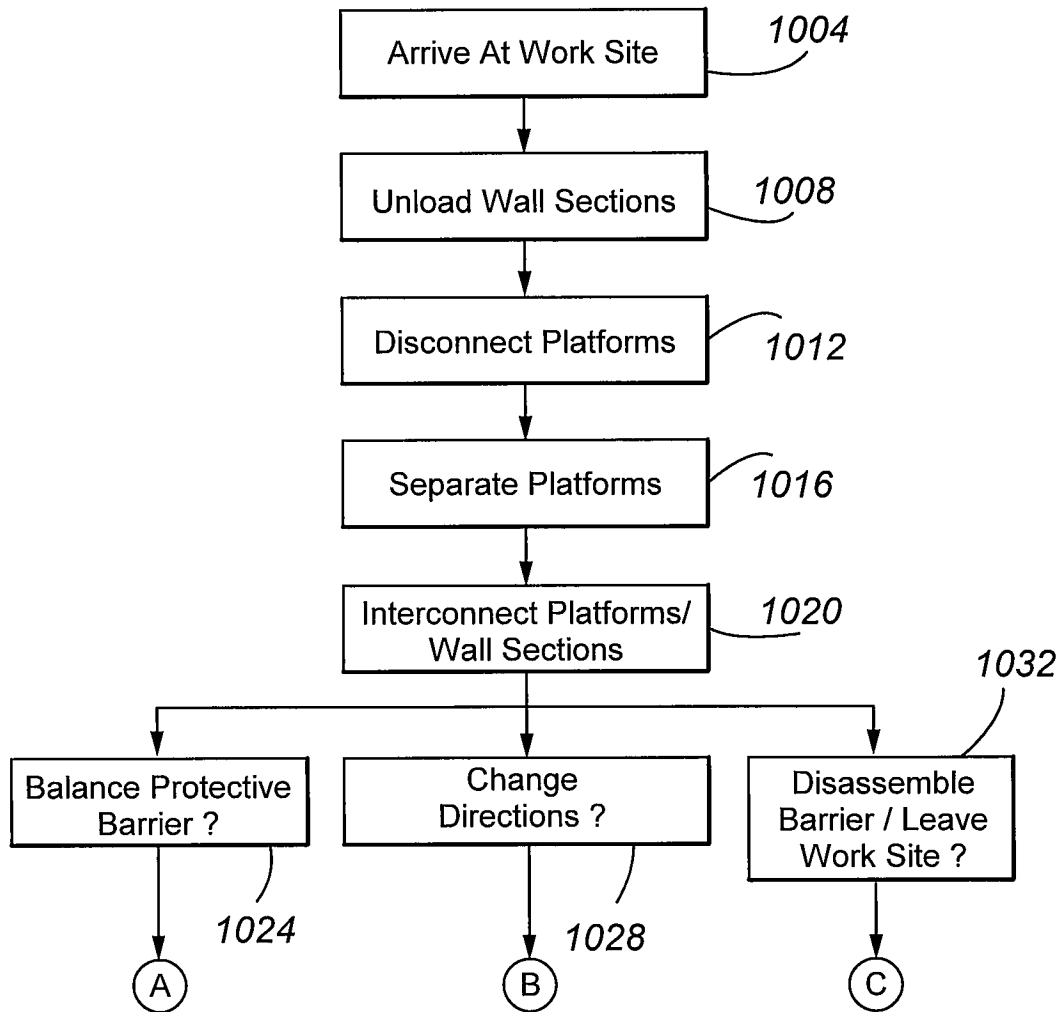 Arrive At Work Site
1004
Unload Wall Sections
1008
Disconnect Platforms
1012
Separate Platforms
1016
Interconnect Platforms/
Wall Sections
1020
1032
Balance Protective
Barrier ?
1024
Change
Directions ?
1028
Disassemble
Barrier / Leave
Work Site ?
A
B
C